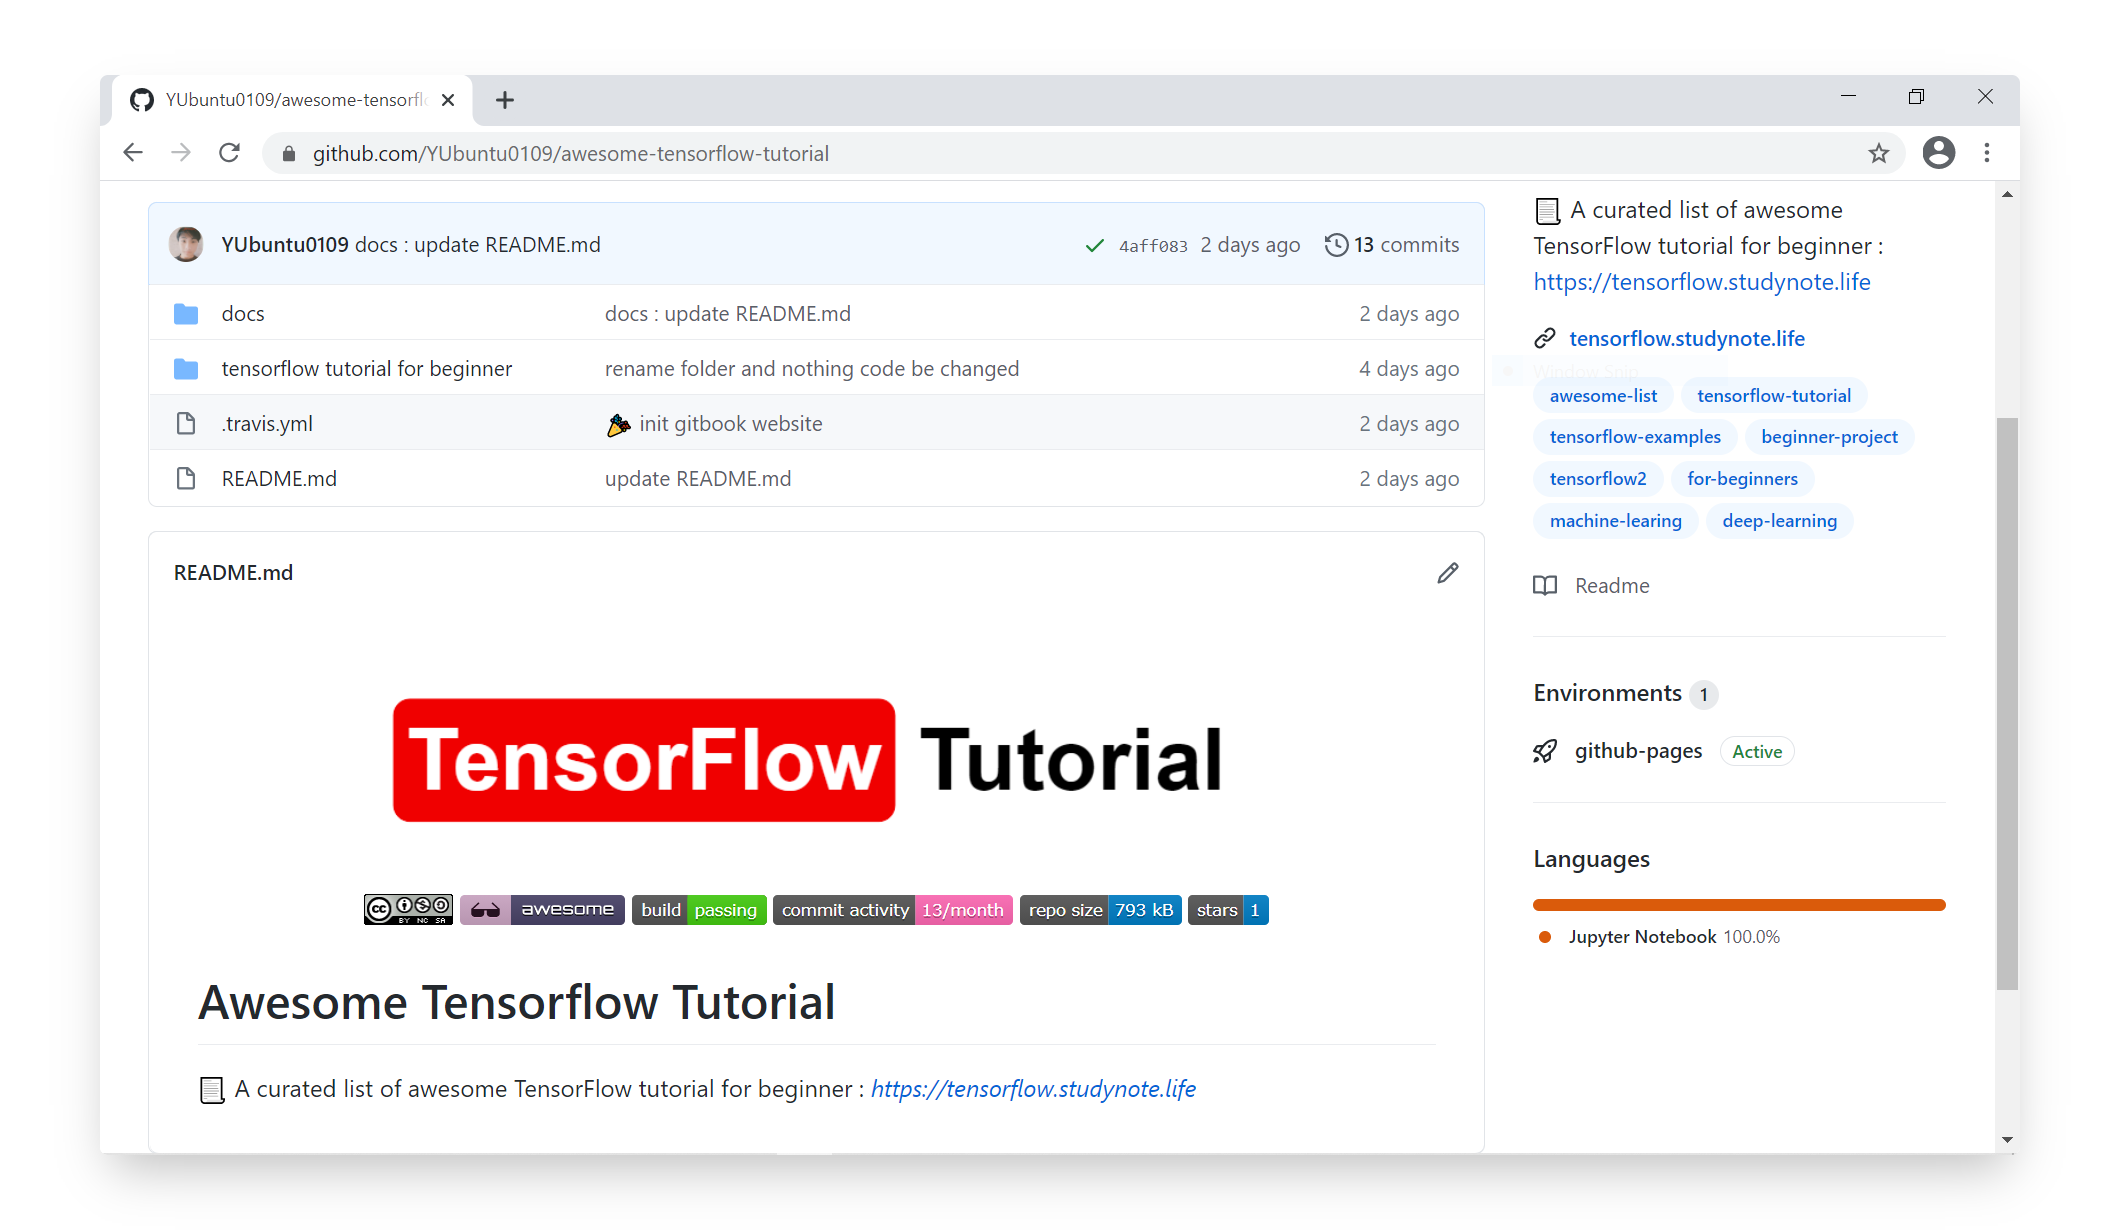 YUbuntu0109/awesome-tensorfl
github.com/YUbuntu0109/awesome-tensorflow-tutorial
YUbuntu0109 docs : update README.md 4aff083 2 days ago 13 commits
docs docs : update README.md 2 days ago
tensorflow tutorial for beginner rename folder and nothing code be changed 4 days ago
.travis.yml init gitbook website 2 days ago
README.md update README.md 2 days ago
README.md
TensorFlow Tutorial
cc BY NC SA awesome build passing commit activity 13/month repo size 793 kB stars 1
Awesome Tensorflow Tutorial
A curated list of awesome TensorFlow tutorial for beginner : https://tensorflow.studynote.life
A curated list of awesome
TensorFlow tutorial for beginner :
https://tensorflow.studynote.life
tensorflow.studynote.life
Window Snip
awesome-list tensorflow-tutorial
tensorflow-examples beginner-project
tensorflow2 for-beginners
machine-learing deep-learning
Readme
Environments 1
github-pages Active
Languages
Jupyter Notebook 100.0%